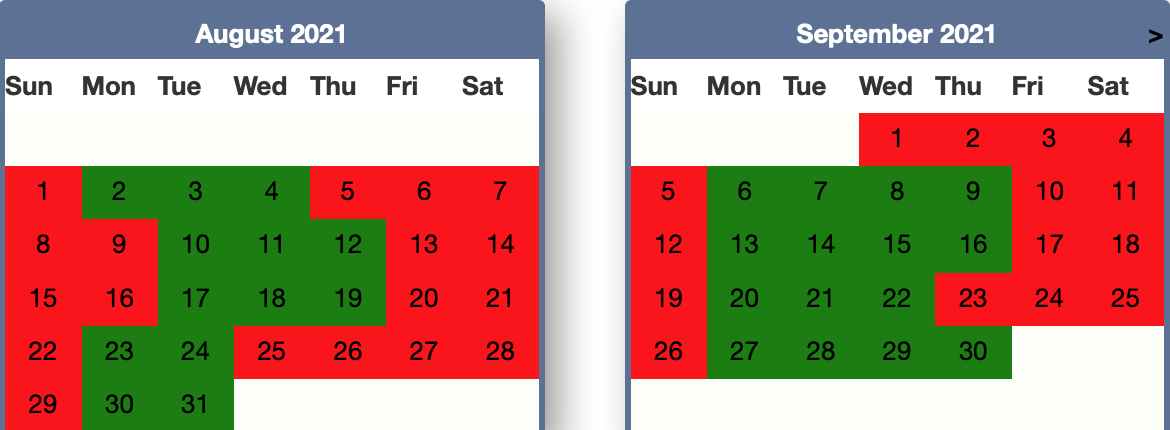 August 2021
Sun Mon Tue Wed Thu Fri Sat
1 2 3 4 5 6 7
8 9 10 11 12 13 14
15 16 17 18 19 20 21
22 23 24 25 26 27 28
29 30 31
September 2021 >
Sun Mon Tue Wed Thu Fri Sat
1 2 3 4
5 6 7 8 9 10 11
12 13 14 15 16 17 18
19 20 21 22 23 24 25
26 27 28 29 30